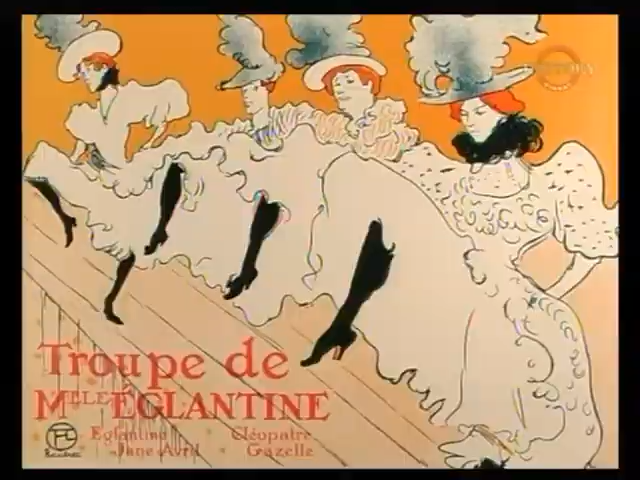 Troupe de
Mlle ÉGLANTINE
Eglantine Cléopatre
Jane Avril Gazelle